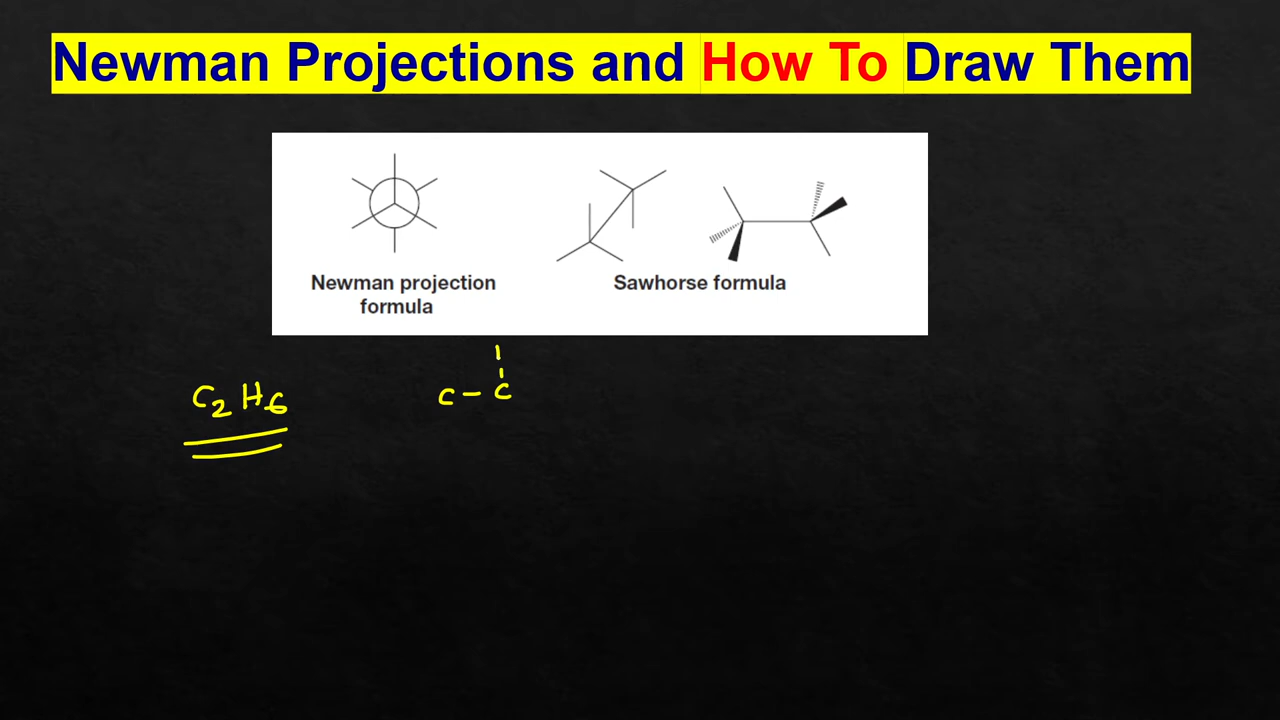 Newman Projections and How To Draw Them
Newman projection
formula
Sawhorse formula
C2H6
C-C